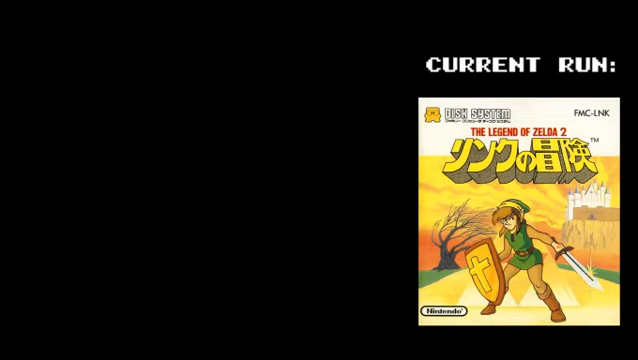 CURRENT RUN:
DISK SYSTEM
FMC-LNK
THE LEGEND OF ZELDA 2
リンクの冒険
TM
Nintendo